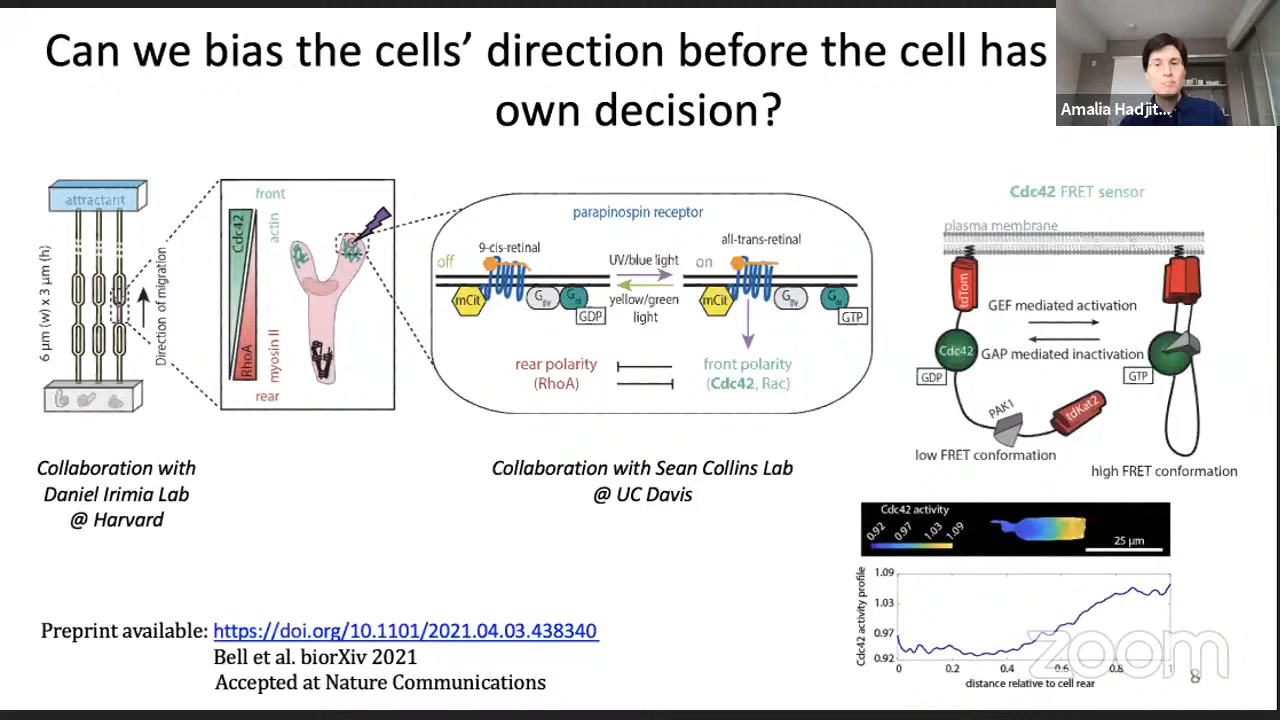 Can we bias the cells’ direction before the cell has
own decision?
Amalia Hadjit...
attractant
6 μm (w) x 3 μm (h)
Direction of migration
front
Cdc42
actin
RhoA
myosin II
rear
parapinospin receptor
9-cis-retinal
all-trans-retinal
off
UV/blue light
on
yellow/green
light
mCit
Gβγ
Gαi
GDP
mCit
Gβγ
Gαi
GTP
rear polarity
(RhoA)
front polarity
(Cdc42, Rac)
Cdc42 FRET sensor
plasma membrane
tdTom
GEF mediated activation
GAP mediated inactivation
Cdc42
GDP
GTP
PAK1
tdKat2
low FRET conformation
high FRET conformation
Collaboration with
Daniel Irimia Lab
@ Harvard
Collaboration with Sean Collins Lab
@ UC Davis
Cdc42 activity
0.92 0.97 1.03 1.09
25 μm
Cdc42 activity profile
1.09
1.03
0.97
0.92
0 0.2 0.4 0.6 0.8 1
distance relative to cell rear
Preprint available: https://doi.org/10.1101/2021.04.03.438340
Bell et al. biorXiv 2021
Accepted at Nature Communications
zoom
8